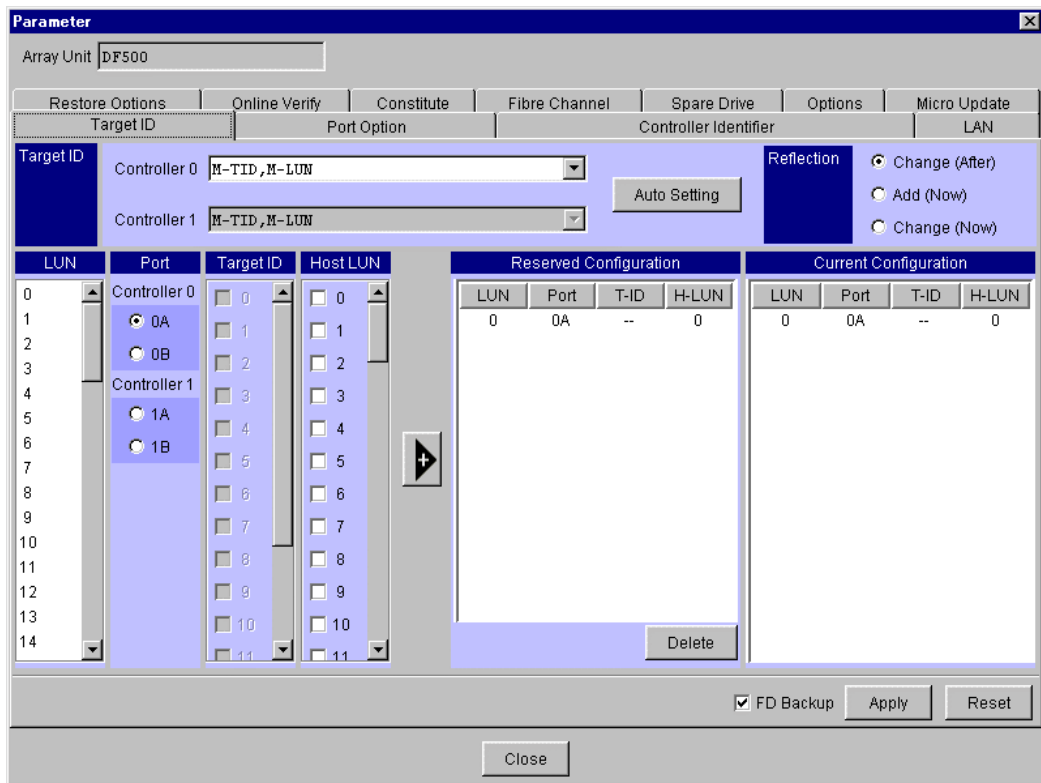 Parameter
Array Unit DF500
Restore Options Online Verify Constitute Fibre Channel Spare Drive Options Micro Update
Target ID Port Option Controller Identifier LAN
Target ID
Controller 0 M-TID,M-LUN
Controller 1 M-TID,M-LUN
Auto Setting
Reflection
Change (After)
Add (Now)
Change (Now)
LUN
0
1
2
3
4
5
6
7
8
9
10
11
12
13
14
Port
Controller 0
0A
0B
Controller 1
1A
1B
Target ID
0
1
2
3
4
5
6
7
8
9
10
11
Host LUN
0
1
2
3
4
5
6
7
8
9
10
11
+
Reserved Configuration
LUN Port T-ID H-LUN
0 0A -- 0
Delete
Current Configuration
LUN Port T-ID H-LUN
0 0A -- 0
FD Backup Apply Reset
Close